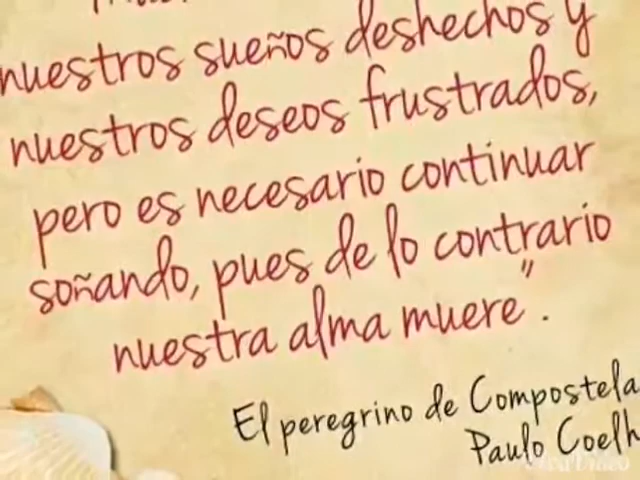 nuestros sueños deshechos y
nuestros deseos frustrados,
pero es necesario continuar
soñando, pues de lo contrario
nuestra alma muere".
El peregrino de Compostela
Paulo Coelh